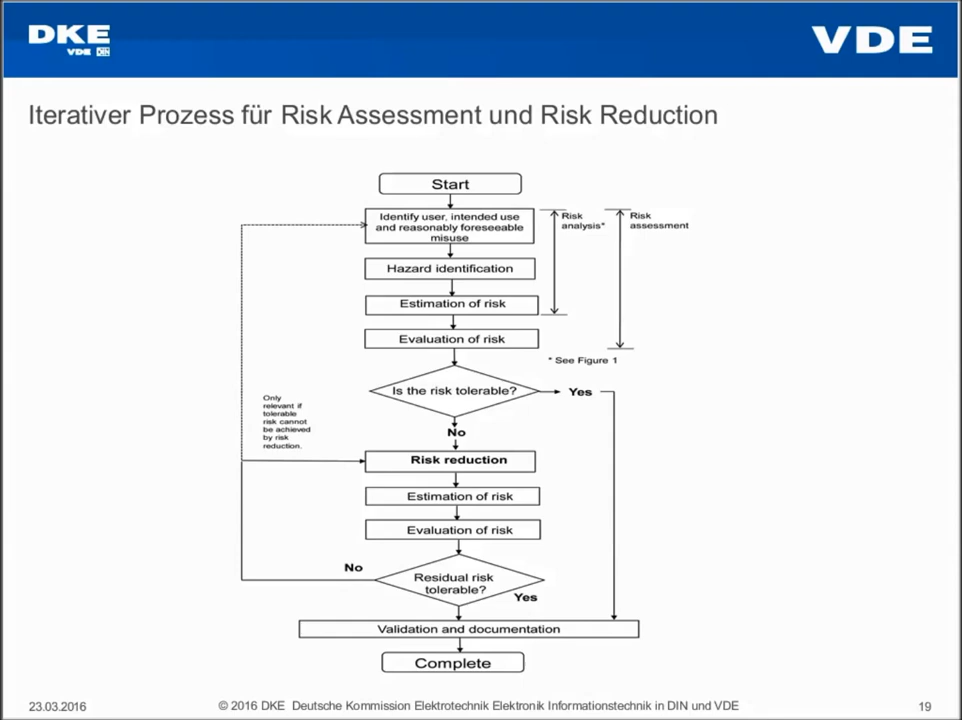 DKE
VDE DIN
VDE
Iterativer Prozess für Risk Assessment und Risk Reduction
Start
Identify user, intended use
and reasonably foreseeable
misuse
Risk
analysis*
Risk
assessment
Hazard identification
Estimation of risk
Evaluation of risk
* See Figure 1
Is the risk tolerable?
Yes
Only
relevant if
tolerable
risk cannot
be achieved
by risk
reduction.
No
Risk reduction
Estimation of risk
Evaluation of risk
No
Residual risk
tolerable?
Yes
Validation and documentation
Complete
23.03.2016
© 2016 DKE Deutsche Kommission Elektrotechnik Elektronik Informationstechnik in DIN und VDE
19